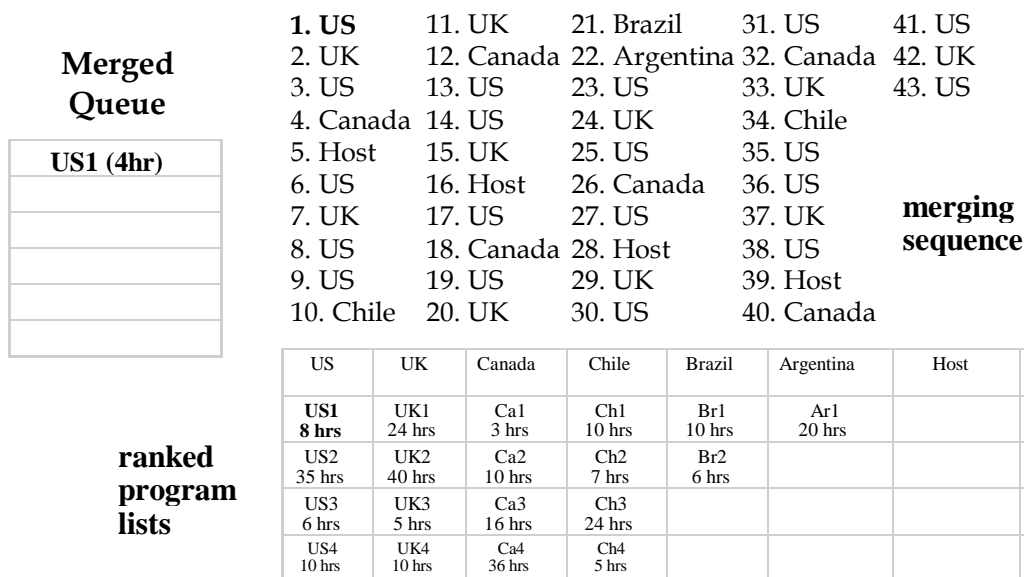 Merged
Queue
US1 (4hr)
1. US 11. UK 21. Brazil 31. US 41. US
2. UK 12. Canada 22. Argentina 32. Canada 42. UK
3. US 13. US 23. US 33. UK 43. US
4. Canada 14. US 24. UK 34. Chile
5. Host 15. UK 25. US 35. US
6. US 16. Host 26. Canada 36. US
7. UK 17. US 27. US 37. UK
8. US 18. Canada 28. Host 38. US
9. US 19. US 29. UK 39. Host
10. Chile 20. UK 30. US 40. Canada
merging
sequence
ranked
program
lists
US UK Canada Chile Brazil Argentina Host
US1 UK1 Ca1 Ch1 Br1 Ar1
8 hrs 24 hrs 3 hrs 10 hrs 10 hrs 20 hrs
US2 UK2 Ca2 Ch2 Br2
35 hrs 40 hrs 10 hrs 7 hrs 6 hrs
US3 UK3 Ca3 Ch3
6 hrs 5 hrs 16 hrs 24 hrs
US4 UK4 Ca4 Ch4
10 hrs 10 hrs 36 hrs 5 hrs